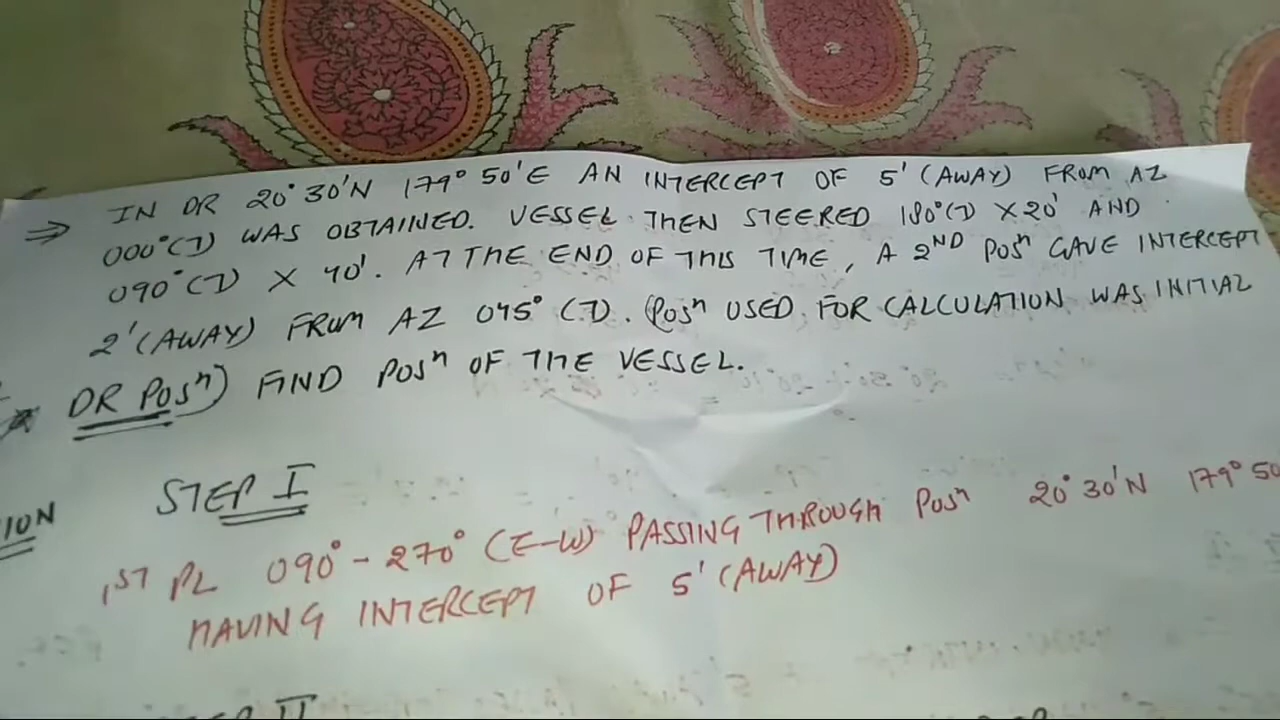 ⇒ IN DR 20° 30'N 179° 50'E AN INTERCEPT OF 5' (AWAY) FROM AZ
000°(T) WAS OBTAINED. VESSEL THEN STEERED 180°(T) X 20' AND
090°(T) X 40'. AT THE END OF THIS TIME, A 2ND POSn GAVE INTERCEPT
2'(AWAY) FROM AZ 045° (T). (POSn USED FOR CALCULATION WAS INITIAL
DR POSn) FIND POSn OF THE VESSEL.
STEP I
ION
1ST PL 090° - 270° (E-W) PASSING THROUGH POSn 20° 30'N 179° 50
HAVING INTERCEPT OF 5' (AWAY)
II